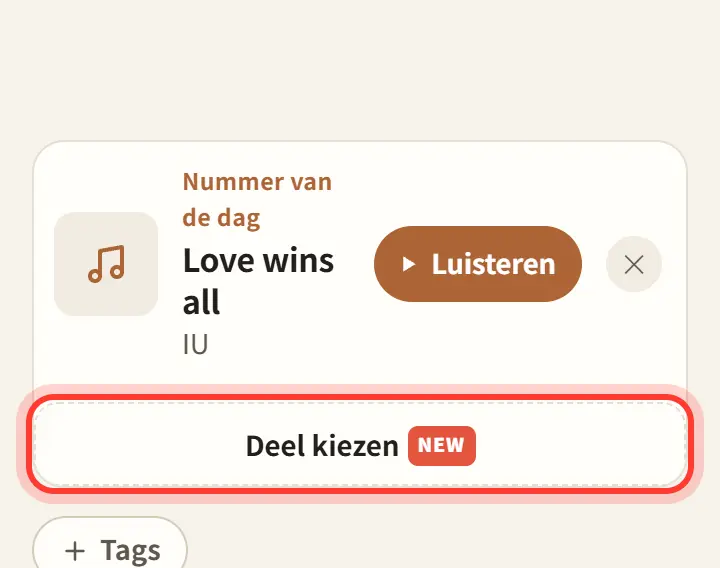 Nummer van
de dag
Love wins
all
IU
Luisteren
Deel kiezen NEW
+ Tags